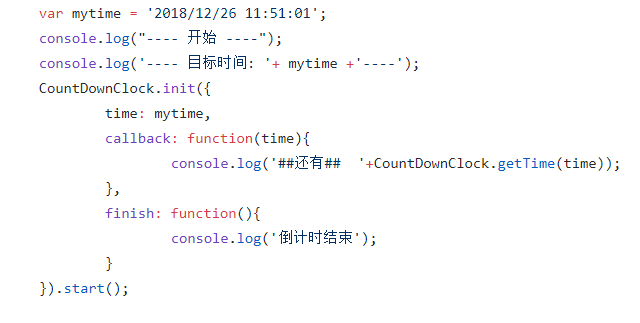 var mytime = '2018/12/26 11:51:01';
console.log("---- 开始 ----");
console.log('---- 目标时间: '+ mytime +'----');
CountDownClock.init({
        time: mytime,
        callback: function(time){
                console.log('##还有##  '+CountDownClock.getTime(time));
        },
        finish: function(){
                console.log('倒计时结束');
        }
}).start();